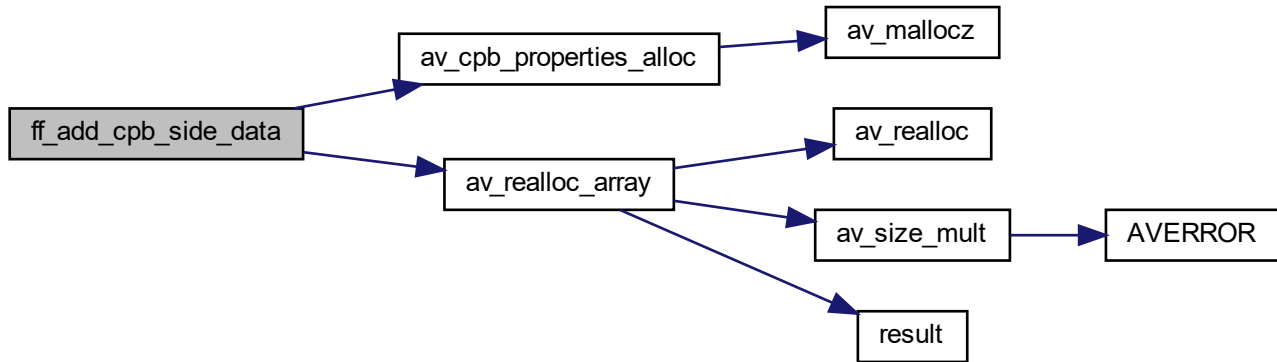 av_mallocz
av_cpb_properties_alloc
ff_add_cpb_side_data
av_realloc
av_realloc_array
av_size_mult
AVERROR
result